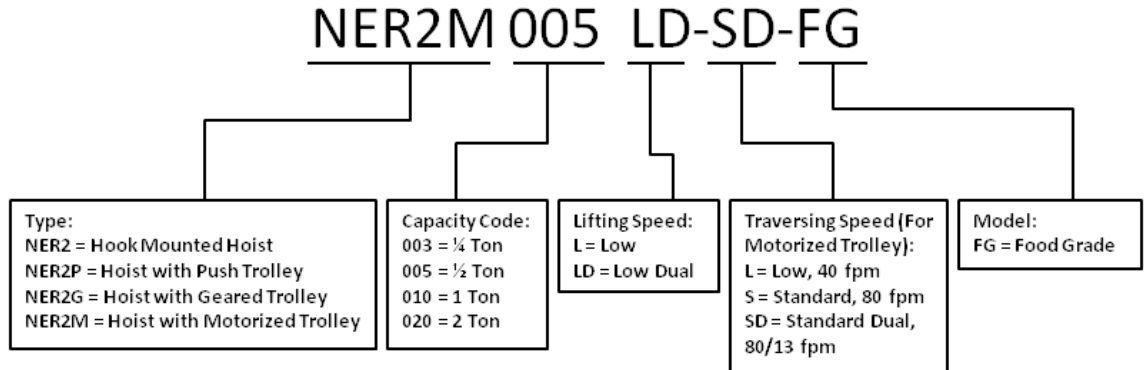 NER2M 005 LD-SD-FG
Type:
NER2 = Hook Mounted Hoist
NER2P = Hoist with Push Trolley
NER2G = Hoist with Geared Trolley
NER2M = Hoist with Motorized Trolley
Capacity Code:
003 = ¼ Ton
005 = ½ Ton
010 = 1 Ton
020 = 2 Ton
Lifting Speed:
L = Low
LD = Low Dual
Traversing Speed (For
Motorized Trolley):
L = Low, 40 fpm
S = Standard, 80 fpm
SD = Standard Dual,
80/13 fpm
Model:
FG = Food Grade